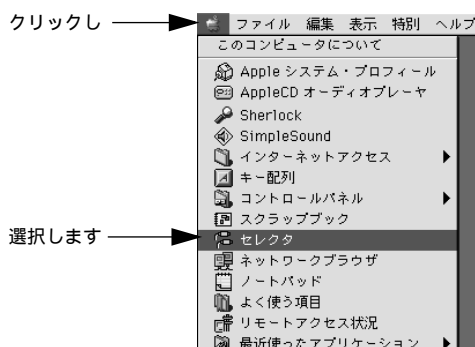 クリックし
ファイル 編集 表示 特別 ヘルプ
このコンピュータについて
Apple システム・プロフィール
AppleCD オーディオプレーヤ
Sherlock
SimpleSound
インターネットアクセス
キー配列
コントロールパネル
スクラップブック
選択します
セレクタ
ネットワークブラウザ
ノートパッド
よく使う項目
リモートアクセス状況
最近使ったアプリケーション